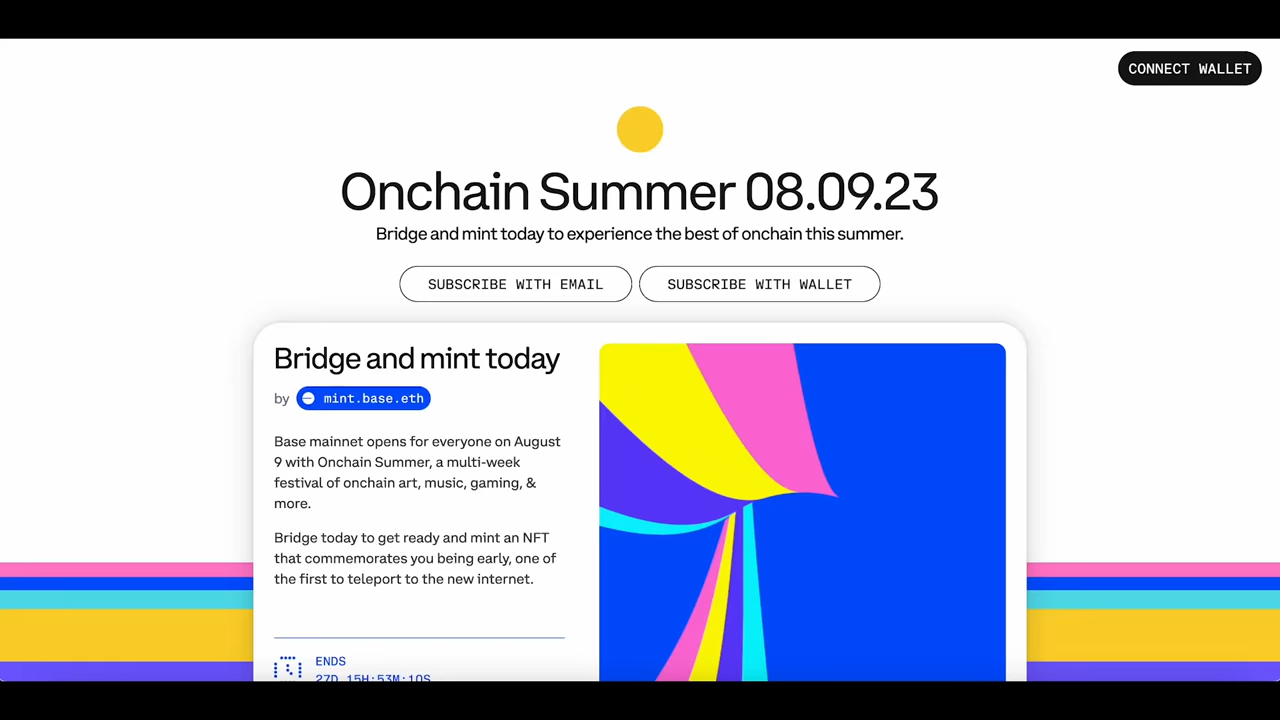 CONNECT WALLET
Onchain Summer 08.09.23
Bridge and mint today to experience the best of onchain this summer.
SUBSCRIBE WITH EMAIL
SUBSCRIBE WITH WALLET
Bridge and mint today
by mint.base.eth
Base mainnet opens for everyone on August
9 with Onchain Summer, a multi-week
festival of onchain art, music, gaming, &
more.
Bridge today to get ready and mint an NFT
that commemorates you being early, one of
the first to teleport to the new internet.
ENDS
27D 15H:53M:10S